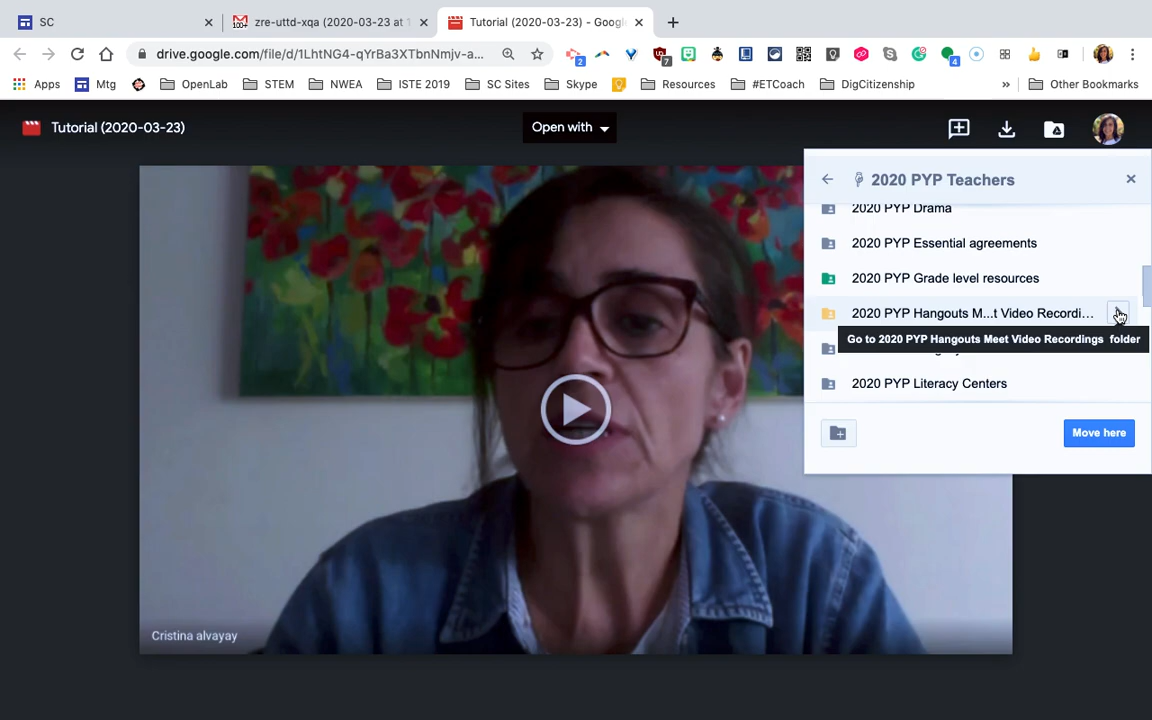 SC
zre-uttd-xqa (2020-03-23 at 1
Tutorial (2020-03-23) - Google
drive.google.com/file/d/1LhtNG4-qYrBa3XTbnNmjv-a...
Apps
Mtg
OpenLab
STEM
NWEA
ISTE 2019
SC Sites
Skype
Resources
#ETCoach
DigCitizenship
»
Other Bookmarks
Tutorial (2020-03-23)
Open with
2020 PYP Teachers
2020 PYP Drama
2020 PYP Essential agreements
2020 PYP Grade level resources
2020 PYP Hangouts M...t Video Recordi...
Go to 2020 PYP Hangouts Meet Video Recordings folder
2020 PYP Literacy Centers
Move here
Cristina alvayay